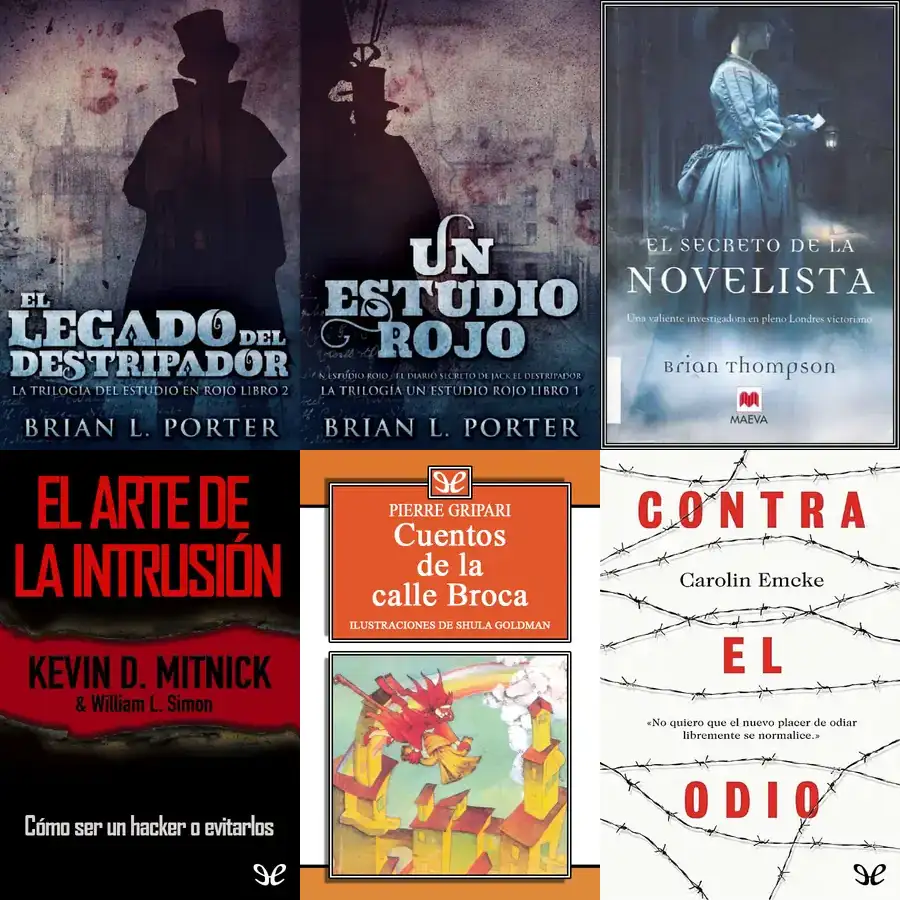 EL
LEGADO DEL
DESTRIPADOR
LA TRILOGÍA DEL ESTUDIO EN ROJO LIBRO 2
BRIAN L. PORTER
UN
ESTUDIO
ROJO
N ESTUDIO ROJO / EL DIARIO SECRETO DE JACK EL DESTRIPADOR
LA TRILOGÍA UN ESTUDIO ROJO LIBRO 1
BRIAN L. PORTER
EL SECRETO DE LA
NOVELISTA
Una valiente investigadora en pleno Londres victoriano
Brian Thompson
MAEVA
EL ARTE DE
LA INTRUSIÓN
KEVIN D. MITNICK
& William L. Simon
Cómo ser un hacker o evitarlos
PIERRE GRIPARI
Cuentos
de la
calle Broca
ILUSTRACIONES DE SHULA GOLDMAN
CONTRA
Carolin Emcke
EL
«No quiero que el nuevo placer de odiar
libremente se normalice.»
ODIO